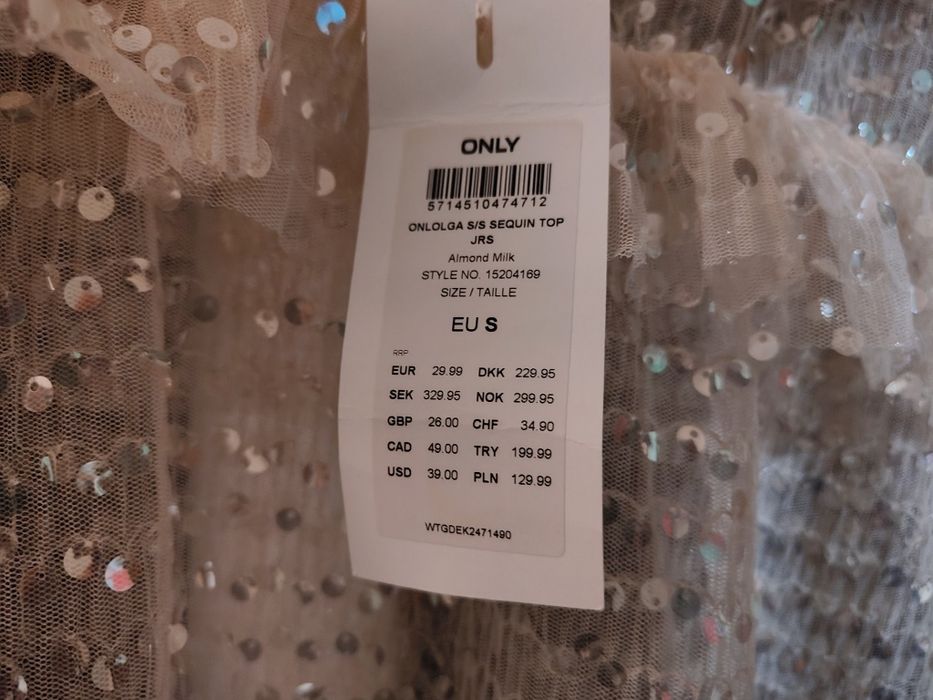 ONLY
5714510474712
ONLOLGA S/S SEQUIN TOP
JRS
Almond Milk
STYLE NO. 15204169
SIZE / TAILLE
EU S
RRP
EUR 29.99 DKK 229.95
SEK 329.95 NOK 299.95
GBP 26.00 CHF 34.90
CAD 49.00 TRY 199.99
USD 39.00 PLN 129.99
WTGDEK2471490